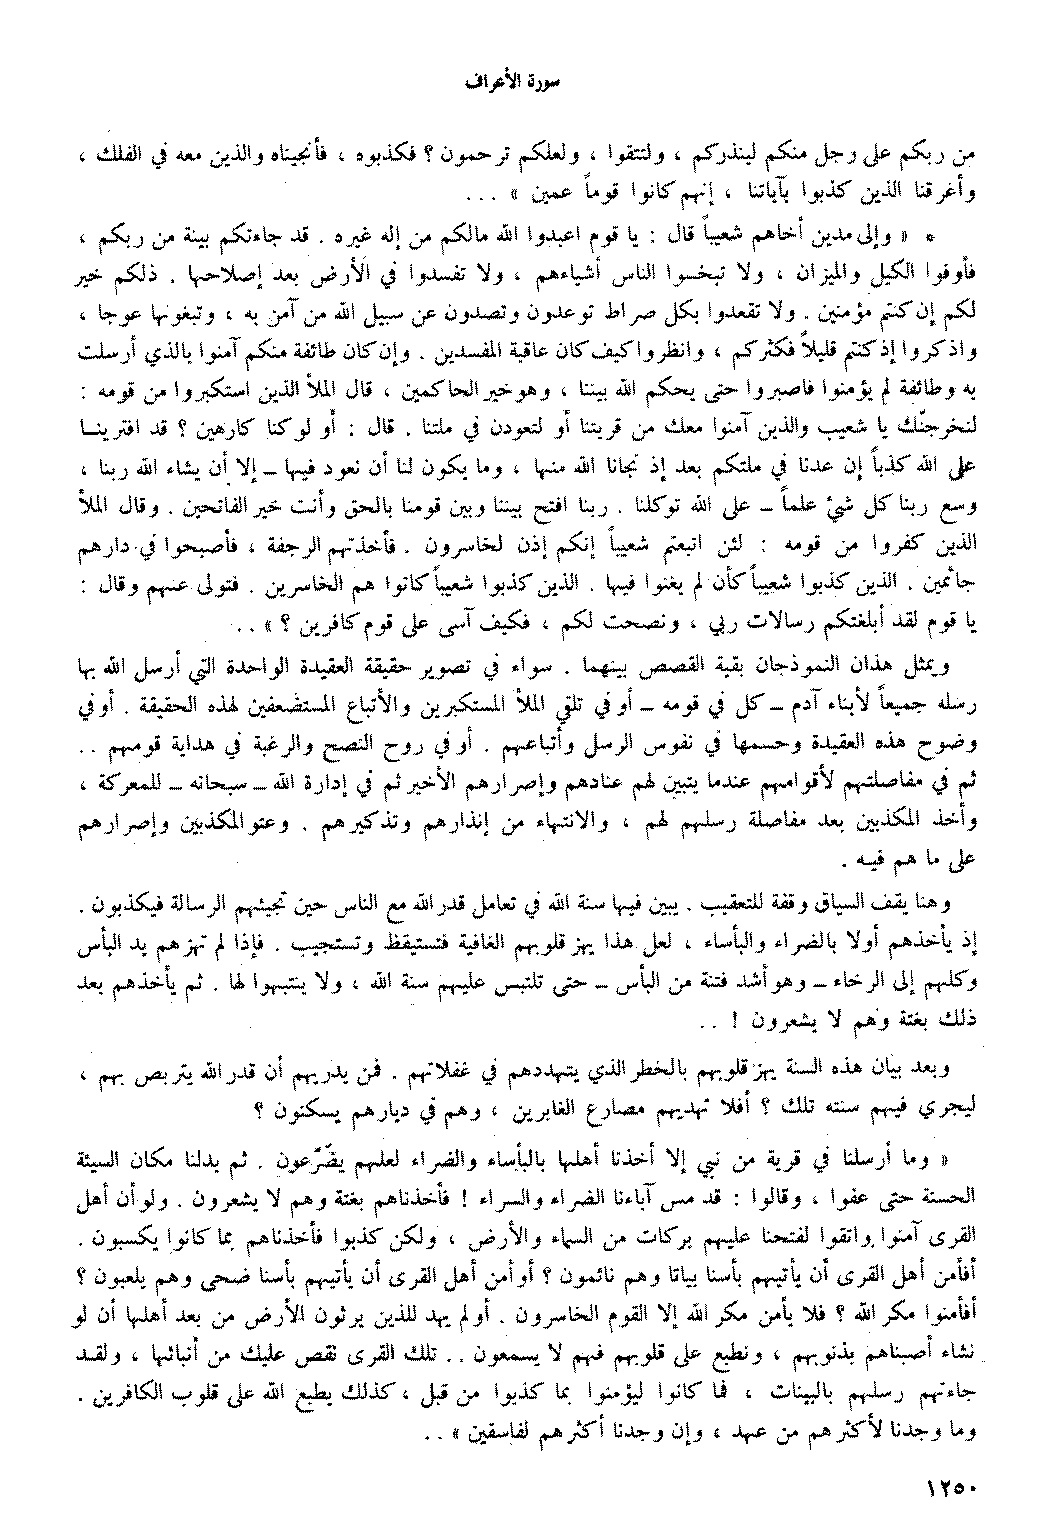 سورة الأعراف
من ربكم على رجل منكم لينذركم ، ولتتقوا ، ولعلكم ترحمون ؟ فكذبوه ، فأنجيناه والذين معه في الفلك ،
وأغرقنا الذين كذبوا بآياتنا ، إنهم كانوا قوماً عمين » ...
* « وإلى مدين أخاهم شعيباً قال : يا قوم اعبدوا الله مالكم من إله غيره . قد جاءتكم بينة من ربكم ،
فأوفوا الكيل والميزان ، ولا تبخسوا الناس أشياءهم ، ولا تفسدوا في الأرض بعد إصلاحها . ذلكم خير
لكم إن كنتم مؤمنين . ولا تقعدوا بكل صراط توعدون وتصدون عن سبيل الله من آمن به ، وتبغونها عوجا ،
واذكروا إذ كنتم قليلاً فكثركم ، وانظروا كيف كان عاقبة المفسدين . وإن كان طائفة منكم آمنوا بالذي أرسلت
به وطائفة لم يؤمنوا فاصبروا حتى يحكم الله بيننا ، وهو خير الحاكمين ، قال الملأ الذين استكبروا من قومه :
لنخرجنّك يا شعيب والذين آمنوا معك من قريتنا أو لتعودن في ملتنا . قال : أو لو كنا كارهين ؟ قد افترينا
على الله كذباً إن عدنا في ملتكم بعد إذ نجانا الله منها ، وما يكون لنا أن نعود فيها – إلا أن يشاء الله ربنا ،
وسع ربنا كل شيْ علماً – على الله توكلنا . ربنا افتح بيننا وبين قومنا بالحق وأنت خير الفاتحين . وقال الملأ
الذين كفروا من قومه : لئن اتبعتم شعيباً إنكم إذن لخاسرون . فأخذتهم الرجفة ، فأصبحوا في دارهم
جاثمين . الذين كذبوا شعيباً كأن لم يغنوا فيها . الذين كذبوا شعيباً كانوا هم الخاسرين . فتولى عنهم وقال :
يا قوم لقد أبلغتكم رسالات ربي ، ونصحت لكم ، فكيف آسى على قوم كافرين ؟ » ..
ويمثل هذان النموذجان بقية القصص بينهما . سواء في تصوير حقيقة العقيدة الواحدة التي أرسل الله بها
رسله جميعاً لأبناء آدم – كل في قومه – أو في تلقي الملأ المستكبرين والأتباع المستضعفين لهذه الحقيقة . أو في
وضوح هذه العقيدة وحسمها في نفوس الرسل وأتباعهم . أو في روح النصح والرغبة في هداية قومهم ..
ثم في مفاصلتهم لأقوامهم عندما يتبين لهم عنادهم وإصرارهم الأخير ثم في إدارة الله – سبحانه – للمعركة ،
وأخذ المكذبين بعد مفاصلة رسلهم لهم ، والانتهاء من إنذارهم وتذكيرهم . وعتو المكذبين وإصرارهم
على ما هم فيه .
وهنا يقف السياق وقفة للتعقيب . يبين فيها سنة الله في تعامل قدر الله مع الناس حين تجيئهم الرسالة فيكذبون .
إذ يأخذهم أولا بالضراء والبأساء ، لعل هذا يهز قلوبهم الغافية فتستيقظ وتستجيب . فإذا لم تهزهم يد البأس
وكلهم إلى الرخاء – وهو أشد فتنة من البأس – حتى تلتبس عليهم سنة الله ، ولا ينتبهوا لها . ثم يأخذهم بعد
ذلك بغتة وهم لا يشعرون ! ..
وبعد بيان هذه السنة يهز قلوبهم بالخطر الذي يتهددهم في غفلاتهم . فمن يدريهم أن قدر الله يتربص بهم ،
ليجري فيهم سنته تلك ؟ أفلا تهديهم مصارع الغابرين ، وهم في ديارهم يسكنون ؟
« وما أرسلنا في قرية من نبي إلا أخذنا أهلها بالبأساء والضراء لعلهم يضّرّعون . ثم بدلنا مكان السيئة
الحسنة حتى عفوا ، وقالوا : قد مس آباءنا الضراء والسراء ! فأخذناهم بغتة وهم لا يشعرون . ولو أن أهل
القرى آمنوا واتقوا لفتحنا عليهم بركات من السماء والأرض ، ولكن كذبوا فأخذناهم بما كانوا يكسبون .
أفأمن أهل القرى أن يأتيهم بأسنا بياتا وهم نائمون ؟ أو أمن أهل القرى أن يأتيهم بأسنا ضحى وهم يلعبون ؟
أفأمنوا مكر الله ؟ فلا يأمن مكر الله إلا القوم الخاسرون . أو لم يهد للذين يرثون الأرض من بعد أهلها أن لو
نشاء أصبناهم بذنوبهم ، ونطبع على قلوبهم فهم لا يسمعون .. تلك القرى نقص عليك من أنبائها ، ولقد
جاءتهم رسلهم بالبينات ، فما كانوا ليؤمنوا بما كذبوا من قبل ، كذلك يطبع الله على قلوب الكافرين .
وما وجدنا لأكثرهم من عهد ، وإن وجدنا أكثرهم لفاسقين » ..
١٢٥٠